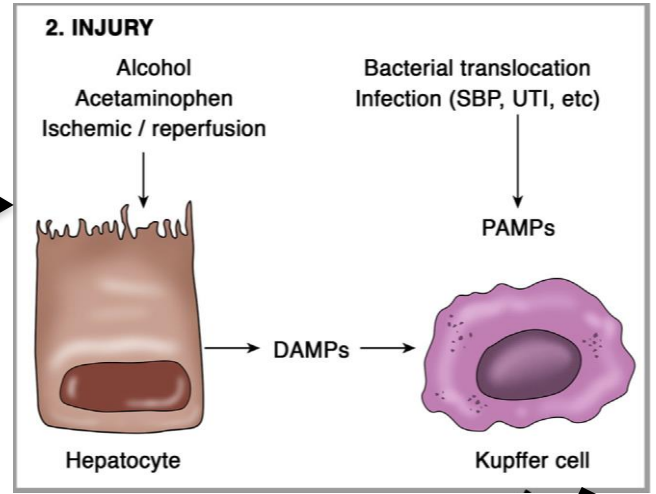 2. INJURY
Alcohol
Acetaminophen
Ischemic / reperfusion
Bacterial translocation
Infection (SBP, UTI, etc)
PAMPs
DAMPs
Hepatocyte
Kupffer cell